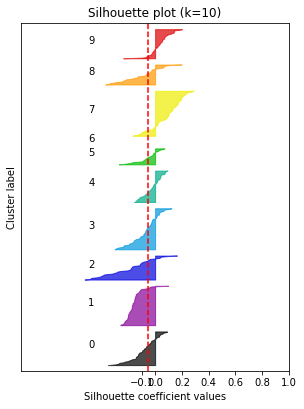 Silhouette plot (k=10)
9
8
7
6
5
4
3
2
1
0
Cluster label
-0.1 0.0 0.2 0.4 0.6 0.8 1.0
Silhouette coefficient values